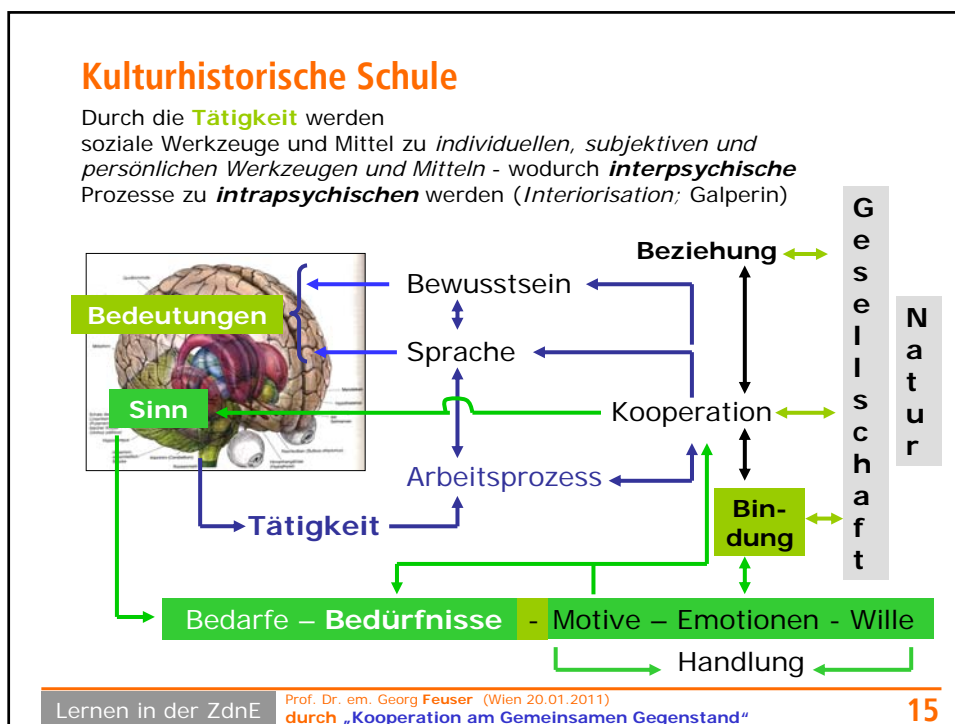 Kulturhistorische Schule
Durch die Tätigkeit werden
soziale Werkzeuge und Mittel zu individuellen, subjektiven und
persönlichen Werkzeugen und Mitteln - wodurch interpsychische
Prozesse zu intrapsychischen werden (Interiorisation; Galperin)
Beziehung
Gesellschaft
Natur
Bewusstsein
Bedeutungen
Sprache
Sinn
Kooperation
Arbeitsprozess
Bin-
dung
Tätigkeit
Bedarfe – Bedürfnisse - Motive – Emotionen - Wille
Handlung
Lernen in der ZdnE
Prof. Dr. em. Georg Feuser (Wien 20.01.2011)
durch „Kooperation am Gemeinsamen Gegenstand“
15